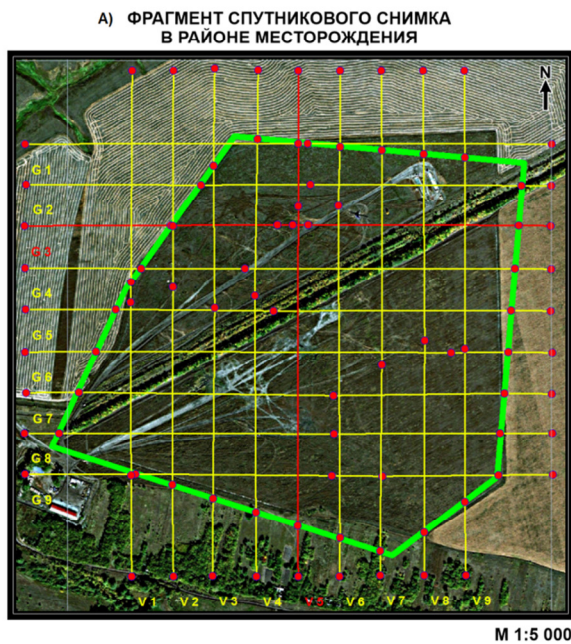 А) ФРАГМЕНТ СПУТНИКОВОГО СНИМКА
В РАЙОНЕ МЕСТОРОЖДЕНИЯ
N
G 1
G 2
G 3
G 4
G 5
G 6
G 7
G 8
G 9
V 1 V 2 V 3 V 4 V 5 V 6 V 7 V 8 V 9
М 1:5 000